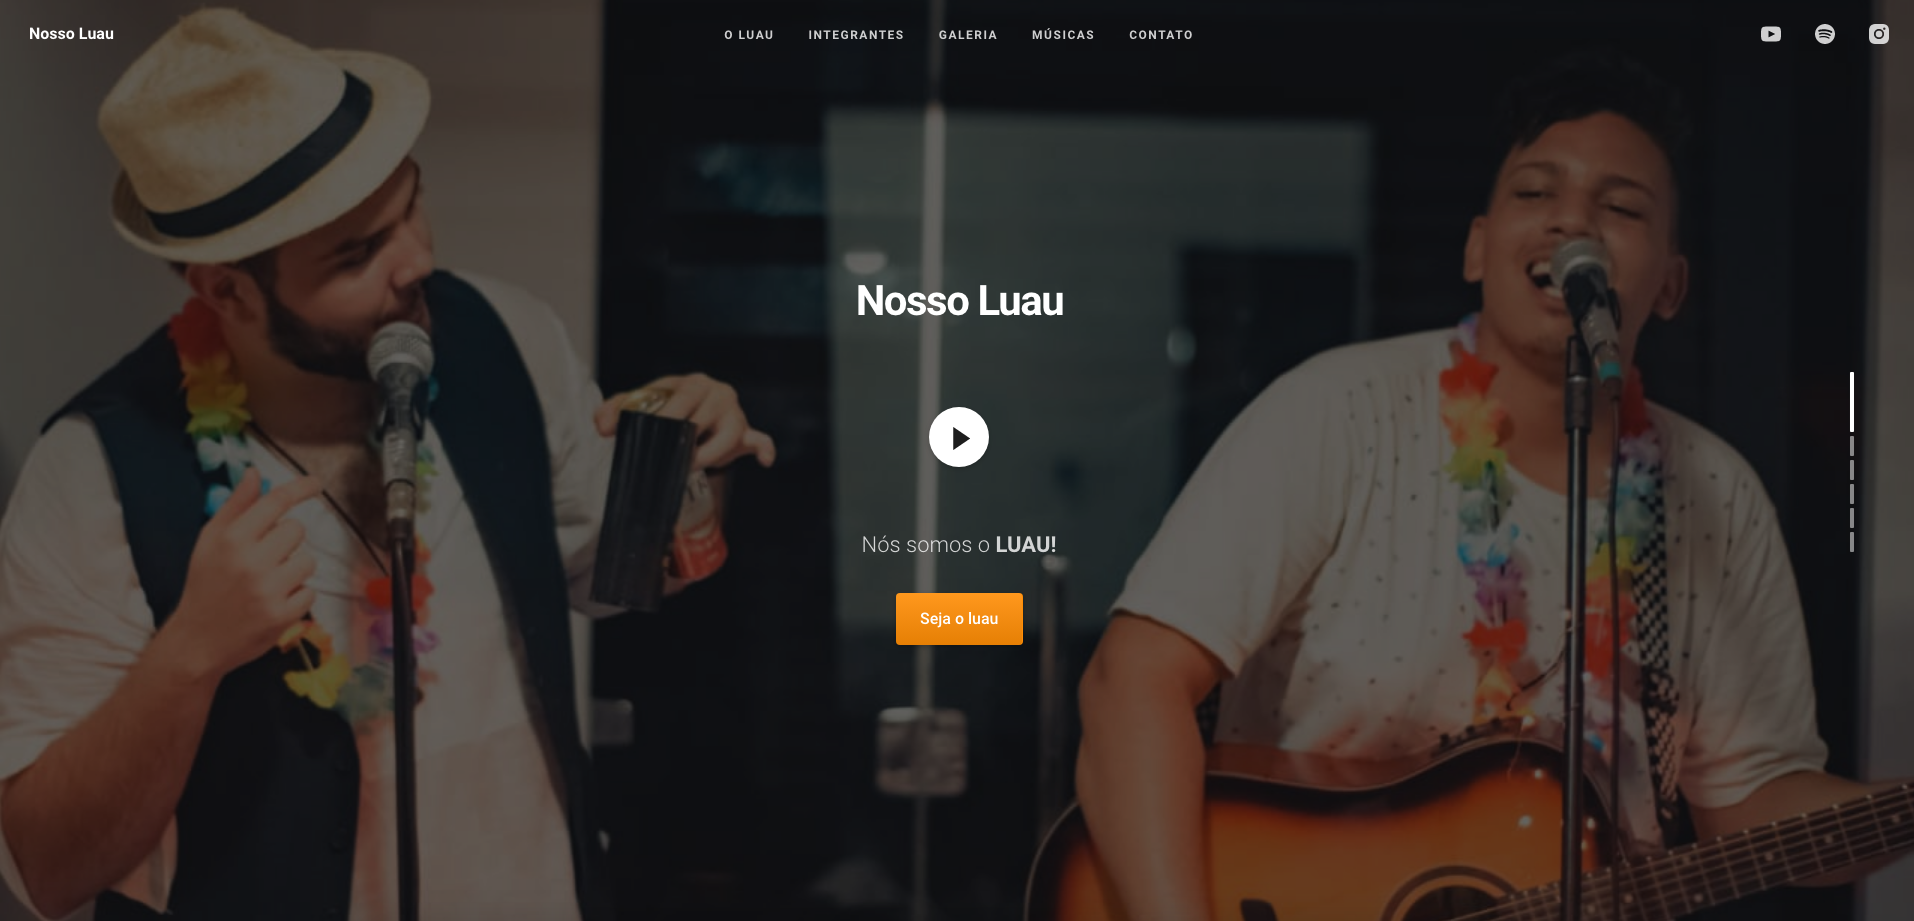 Nosso Luau
O LUAU
INTEGRANTES
GALERIA
MÚSICAS
CONTATO
Nosso Luau
Nós somos o LUAU!
Seja o luau